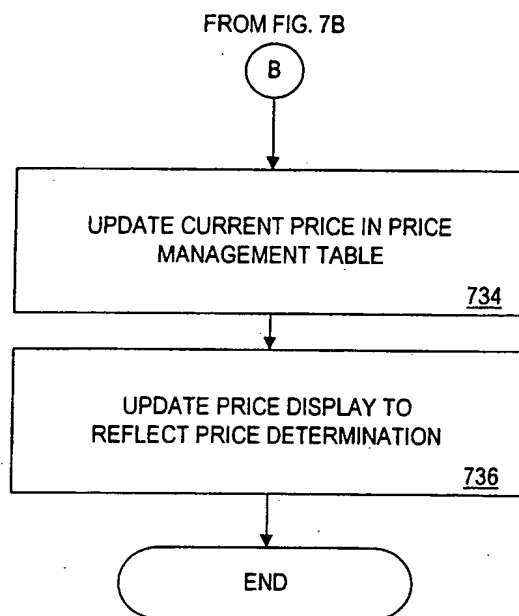 FROM FIG. 7B
B
UPDATE CURRENT PRICE IN PRICE
MANAGEMENT TABLE
734
UPDATE PRICE DISPLAY TO
REFLECT PRICE DETERMINATION
736
END